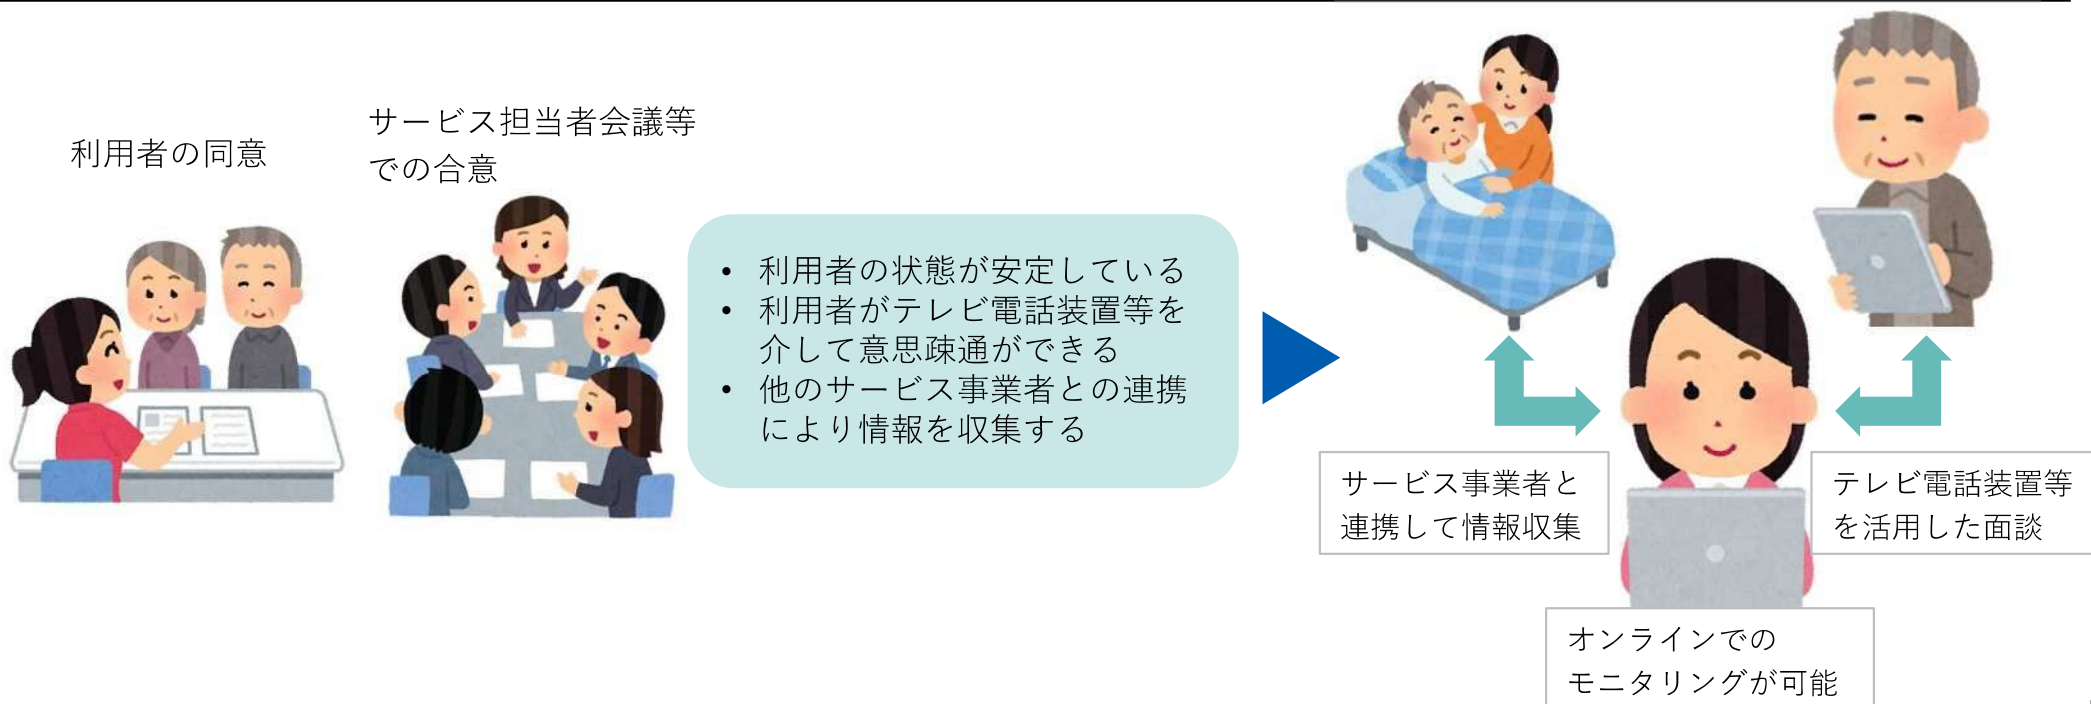 利用者の同意
サービス担当者会議等
での合意
• 利用者の状態が安定している
• 利用者がテレビ電話装置等を
介して意思疎通ができる
• 他のサービス事業者との連携
により情報を収集する
サービス事業者と
連携して情報収集
テレビ電話装置等
を活用した面談
オンラインでの
モニタリングが可能